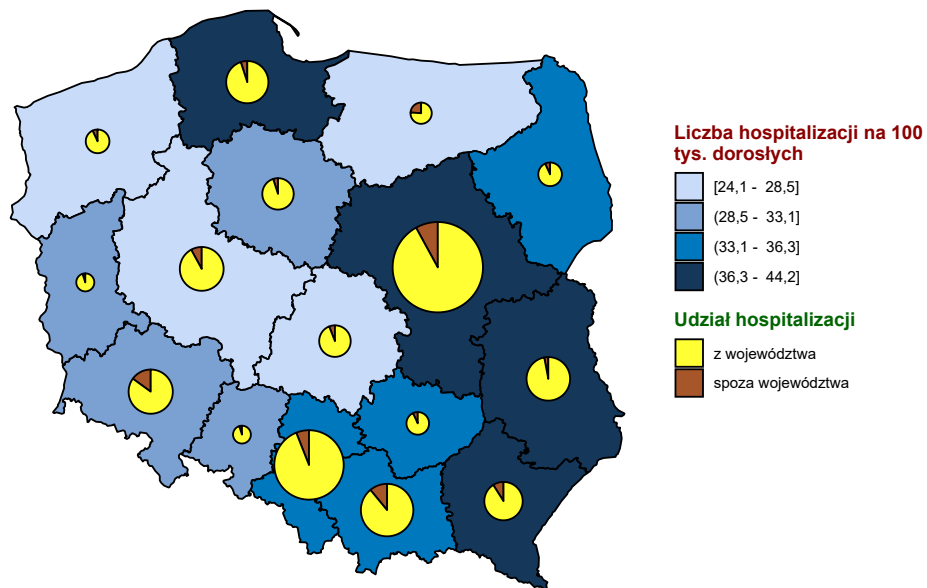 Liczba hospitalizacji na 100
tys. dorosłych
[24,1 - 28,5]
(28,5 - 33,1]
(33,1 - 36,3]
(36,3 - 44,2]
Udział hospitalizacji
z województwa
spoza województwa